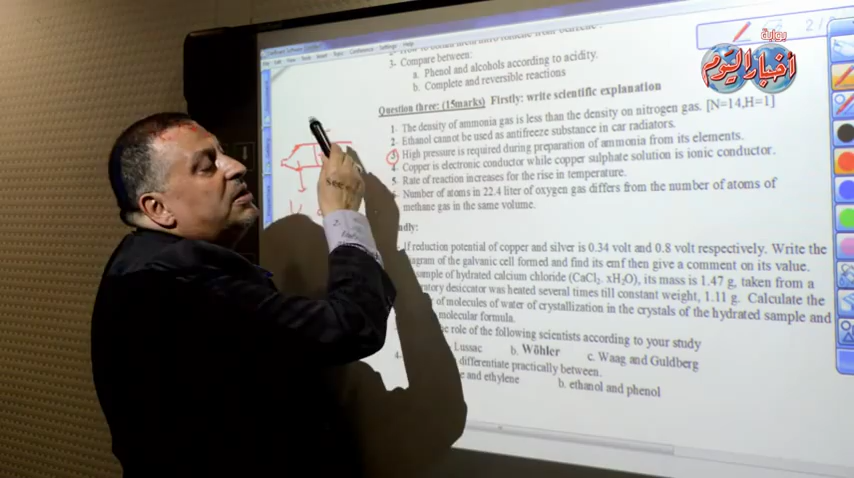 Tools Conference Settings Help
2/
بوابة
أخبار اليوم
3- Compare between:
a. Phenol and alcohols according to acidity.
b. Complete and reversible reactions
Question three: (15marks) Firstly: write scientific explanation
1- The density of ammonia gas is less than the density on nitrogen gas. [N=14,H=1]
2- Ethanol cannot be used as antifreeze substance in car radiators.
3 High pressure is required during preparation of ammonia from its elements.
4- Copper is electronic conductor while copper sulphate solution is ionic conductor.
5- Rate of reaction increases for the rise in temperature.
Number of atoms in 22.4 liter of oxygen gas differs from the number of atoms of
methane gas in the same volume.
ndly:
If reduction potential of copper and silver is 0.34 volt and 0.8 volt respectively. Write the
agram of the galvanic cell formed and find its emf then give a comment on its value.
sample of hydrated calcium chloride (CaCl2. xH2O), its mass is 1.47 g, taken from a
ratory desiccator was heated several times till constant weight, 1.11 g. Calculate the
r of molecules of water of crystallization in the crystals of the hydrated sample and
molecular formula.
he role of the following scientists according to your study
Lussac b. Wöhler c. Waag and Guldberg
4- differentiate practically between.
e and ethylene b. ethanol and phenol